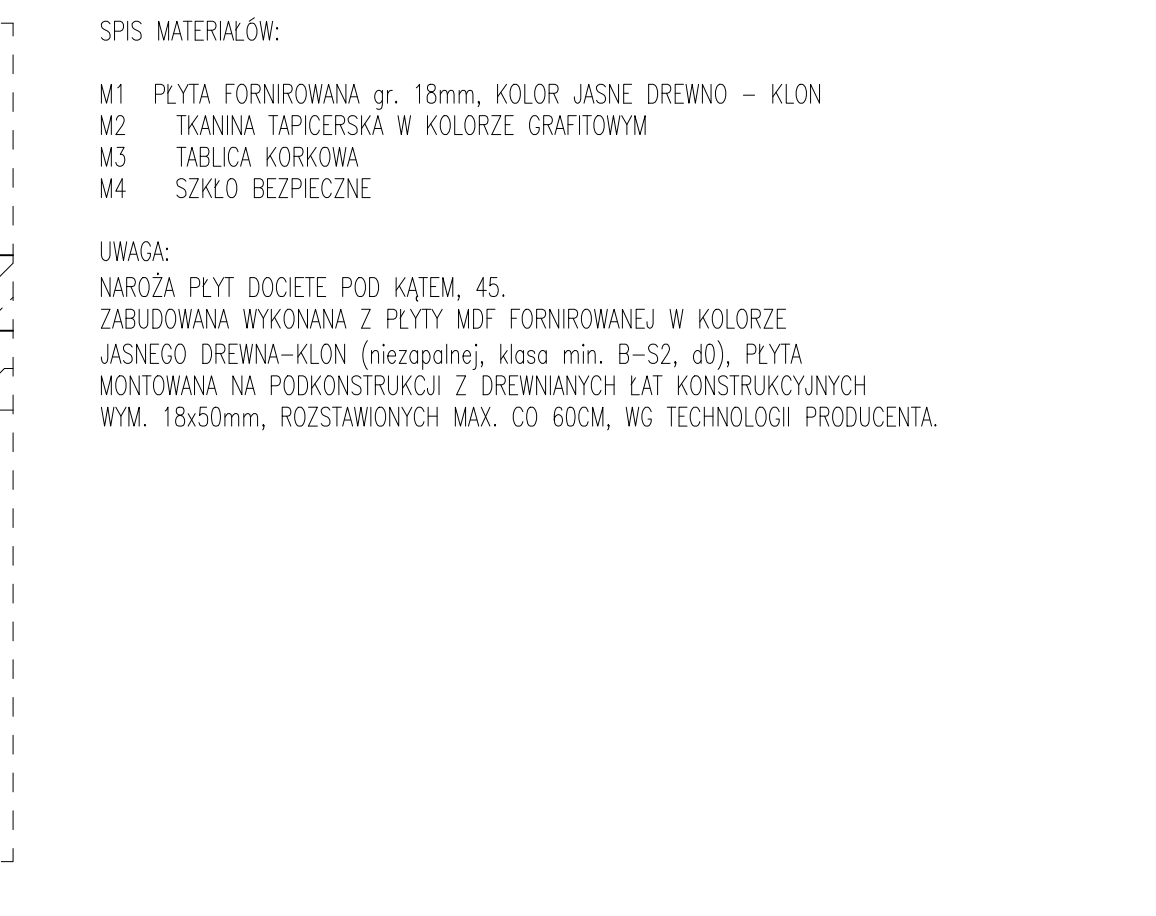 SPIS MATERIAŁÓW:
M1 PŁYTA FORNIROWANA gr. 18mm, KOLOR JASNE DREWNO – KLON
M2 TKANINA TAPICERSKA W KOLORZE GRAFITOWYM
M3 TABLICA KORKOWA
M4 SZKŁO BEZPIECZNE
UWAGA:
NAROŻA PŁYT DOCIETE POD KĄTEM, 45.
ZABUDOWANA WYKONANA Z PŁYTY MDF FORNIROWANEJ W KOLORZE
JASNEGO DREWNA–KLON (niezapalnej, klasa min. B–S2, d0), PŁYTA
MONTOWANA NA PODKONSTRUKCJI Z DREWNIANYCH ŁAT KONSTRUKCYJNYCH
WYM. 18x50mm, ROZSTAWIONYCH MAX. CO 60CM, WG TECHNOLOGII PRODUCENTA.